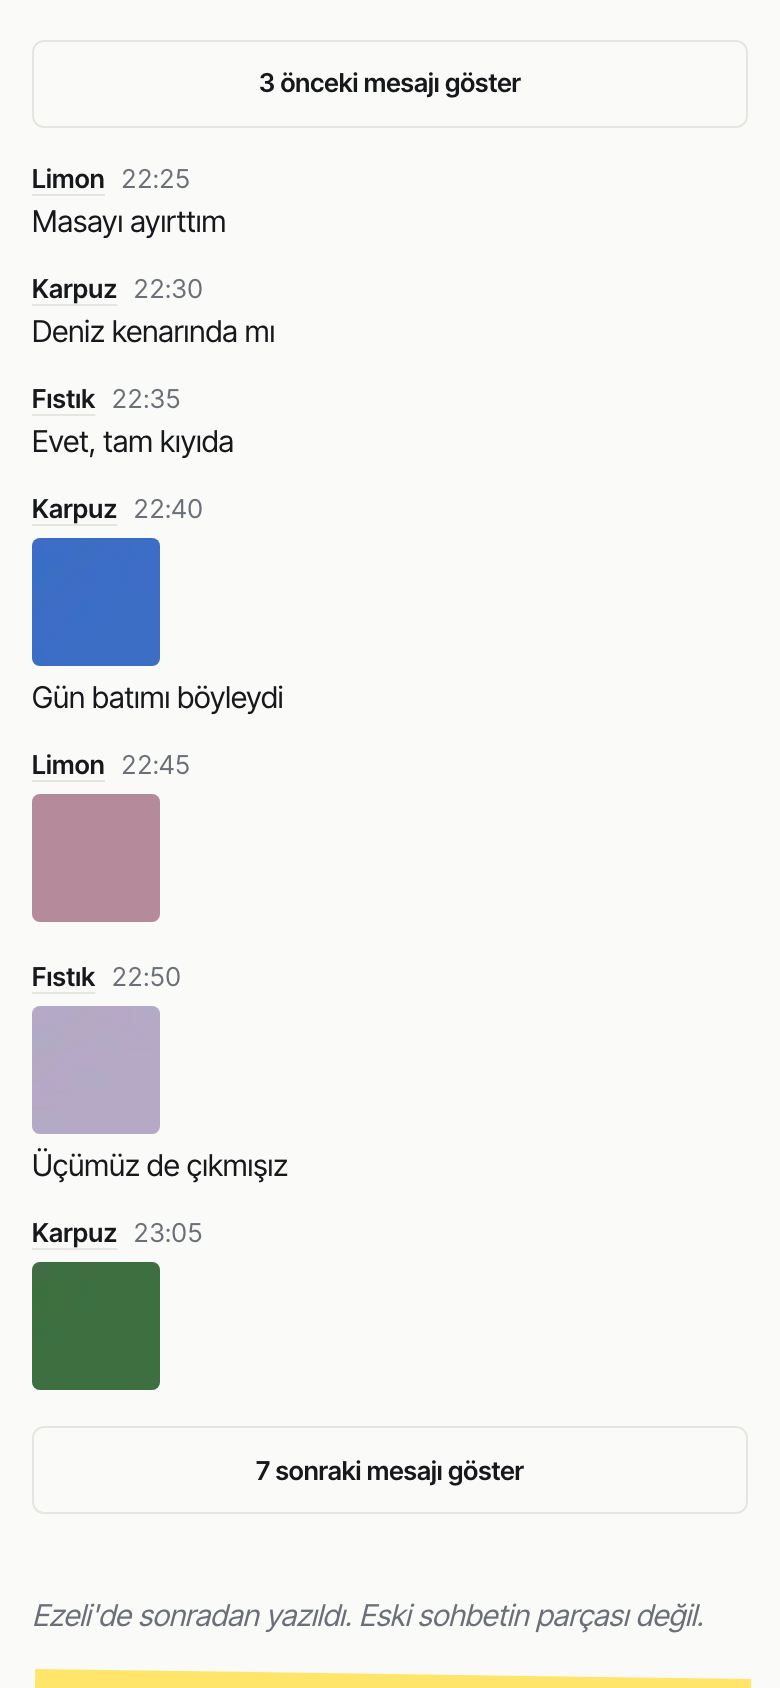 3 önceki mesajı göster
Limon 22:25
Masayı ayırttım
Karpuz 22:30
Deniz kenarında mı
Fıstık 22:35
Evet, tam kıyıda
Karpuz 22:40
Gün batımı böyleydi
Limon 22:45
Fıstık 22:50
Üçümüz de çıkmışız
Karpuz 23:05
7 sonraki mesajı göster
Ezeli'de sonradan yazıldı. Eski sohbetin parçası değil.